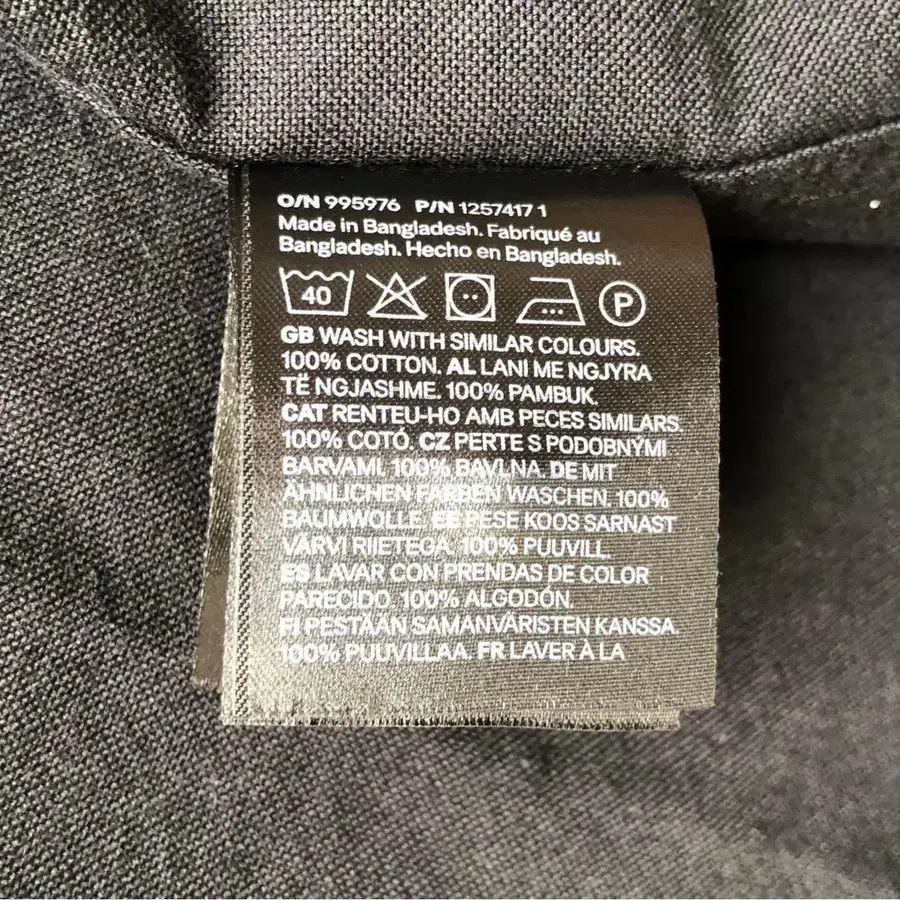 O/N 995976 P/N 1257417 1
Made in Bangladesh. Fabriqué au
Bangladesh. Hecho en Bangladesh.
40 P
GB WASH WITH SIMILAR COLOURS.
100% COTTON. AL LANI ME NGJYRA
TË NGJASHME. 100% PAMBUK.
CAT RENTEU-HO AMB PECES SIMILARS.
100% COTÓ. CZ PERTE S PODOBNÝMI
BARVAMI. 100% BAVLNA. DE MIT
ÄHNLICHEN FARBEN WASCHEN. 100%
BAUMWOLLE. EE PESE KOOS SARNAST
VÄRVI RIIETEGA. 100% PUUVILL.
ES LAVAR CON PRENDAS DE COLOR
PARECIDO. 100% ALGODÓN.
FI PESTÄÄN SAMANVÄRISTEN KANSSA.
100% PUUVILLAA. FR LAVER À LA